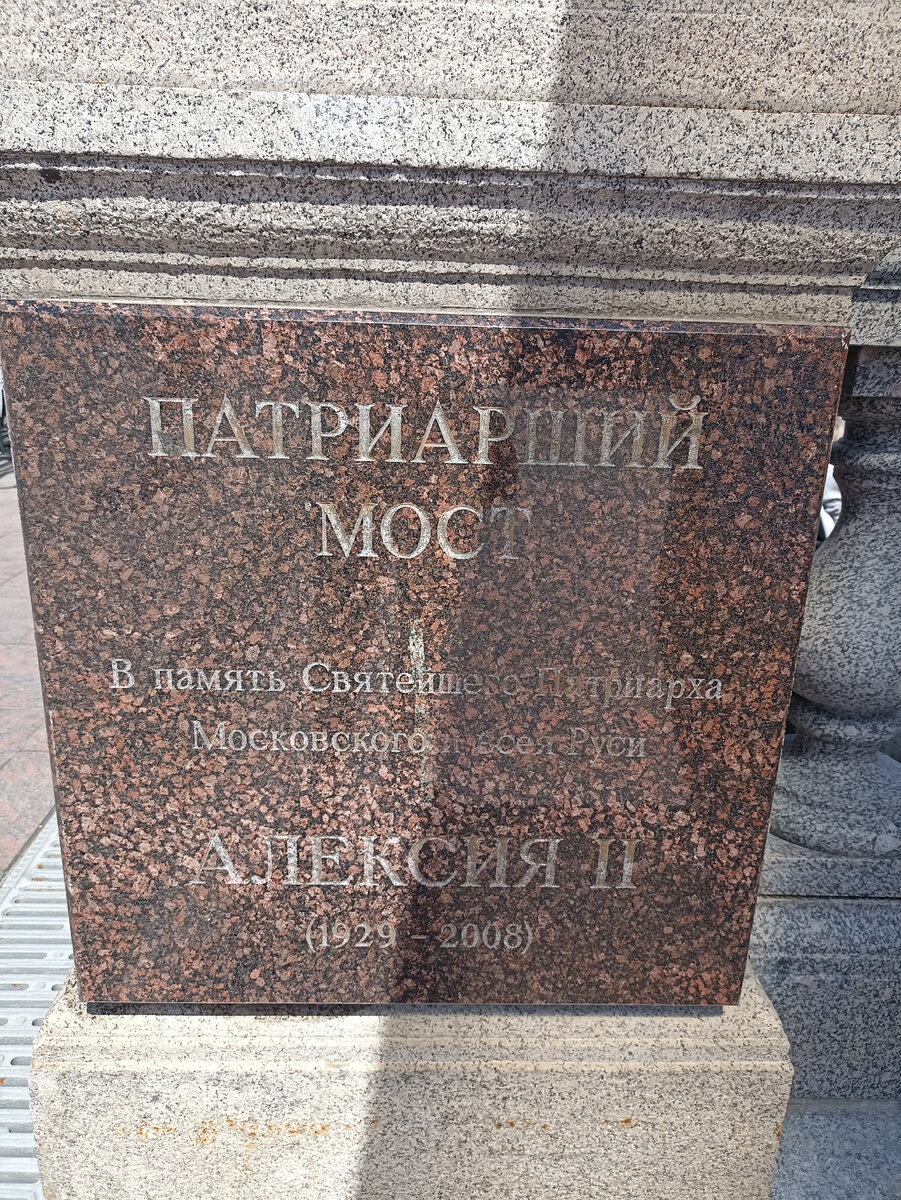 ПАТРИАРШИЙ
МОСТ
В память Святейшего Патриарха
Московского и всея Руси
АЛЕКСИЯ II
(1929 - 2008)